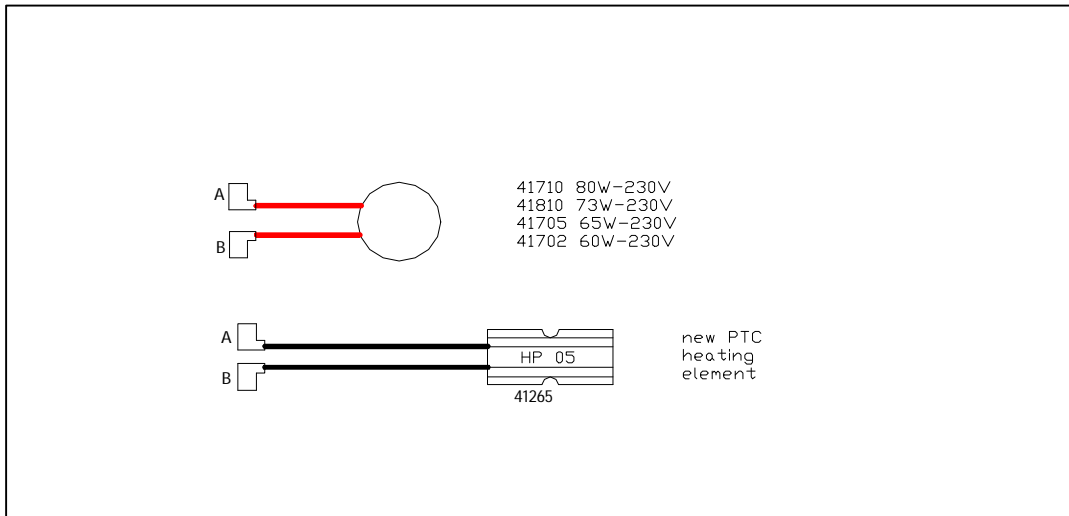 A
B
41710 80W-230V
41810 73W-230V
41705 65W-230V
41702 60W-230V
A
B
HP 05
41265
new PTC
heating
element